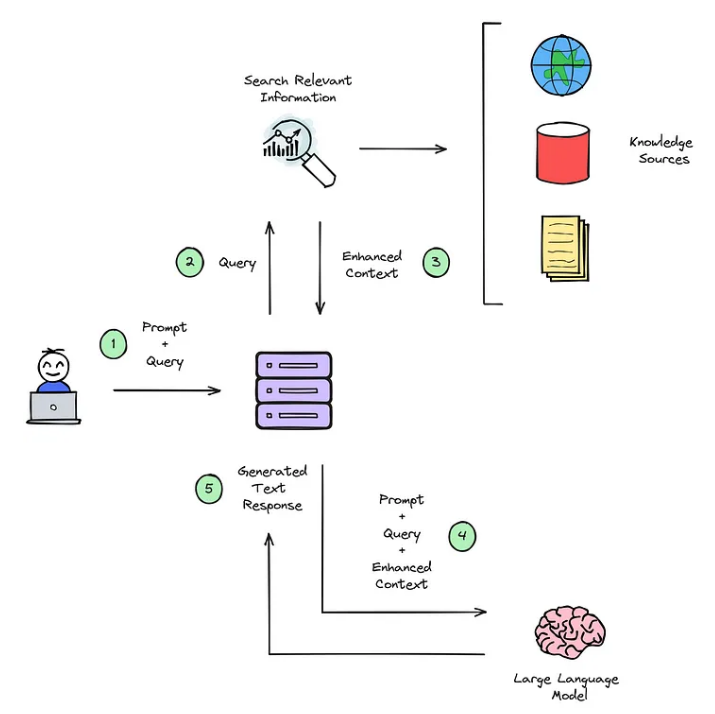 Search Relevant
Information
Knowledge
Sources
2
Query
Enhanced
Context
3
1
Prompt
+
Query
5
Generated
Text
Response
Prompt
+
Query
+
Enhanced
Context
4
Large Language
Model